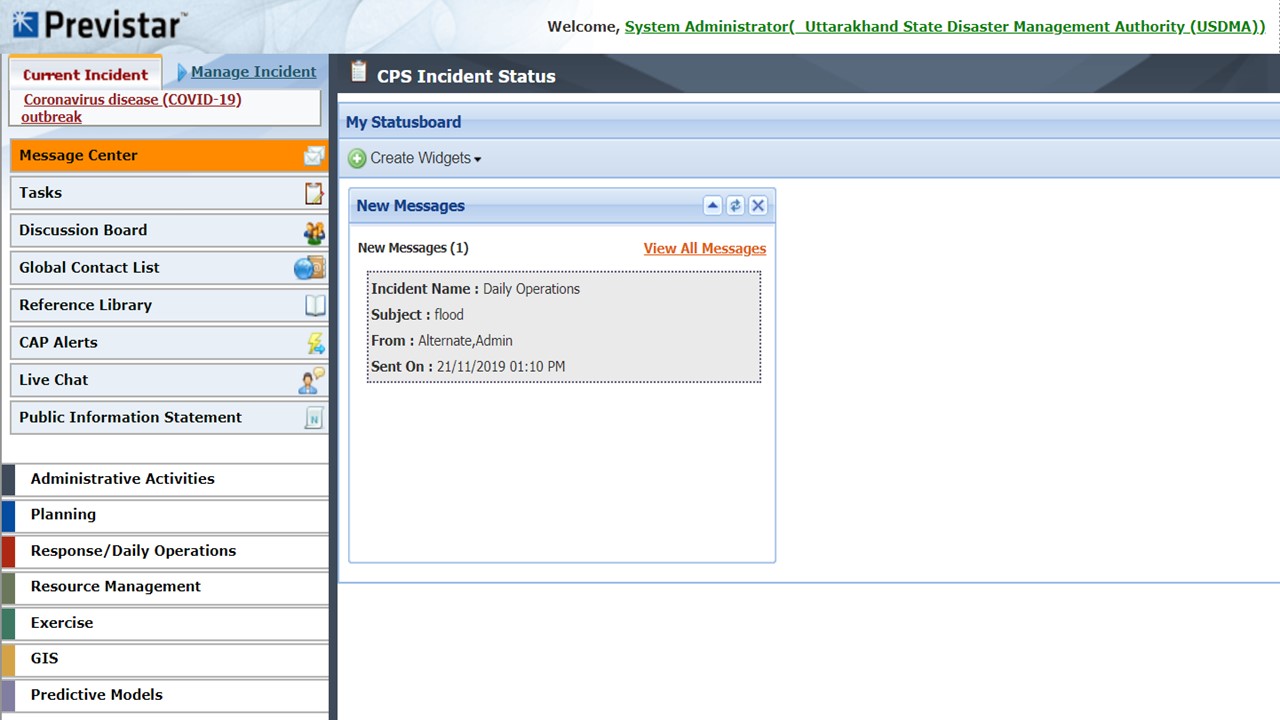 Previstar™
Welcome, System Administrator( Uttarakhand State Disaster Management Authority (USDMA))
Current Incident
Manage Incident
Coronavirus disease (COVID-19)
outbreak
Message Center
Tasks
Discussion Board
Global Contact List
Reference Library
CAP Alerts
Live Chat
Public Information Statement
N
Administrative Activities
Planning
Response/Daily Operations
Resource Management
Exercise
GIS
Predictive Models
CPS Incident Status
My Statusboard
Create Widgets
New Messages
New Messages (1)
View All Messages
Incident Name : Daily Operations
Subject : flood
From : Alternate,Admin
Sent On : 21/11/2019 01:10 PM